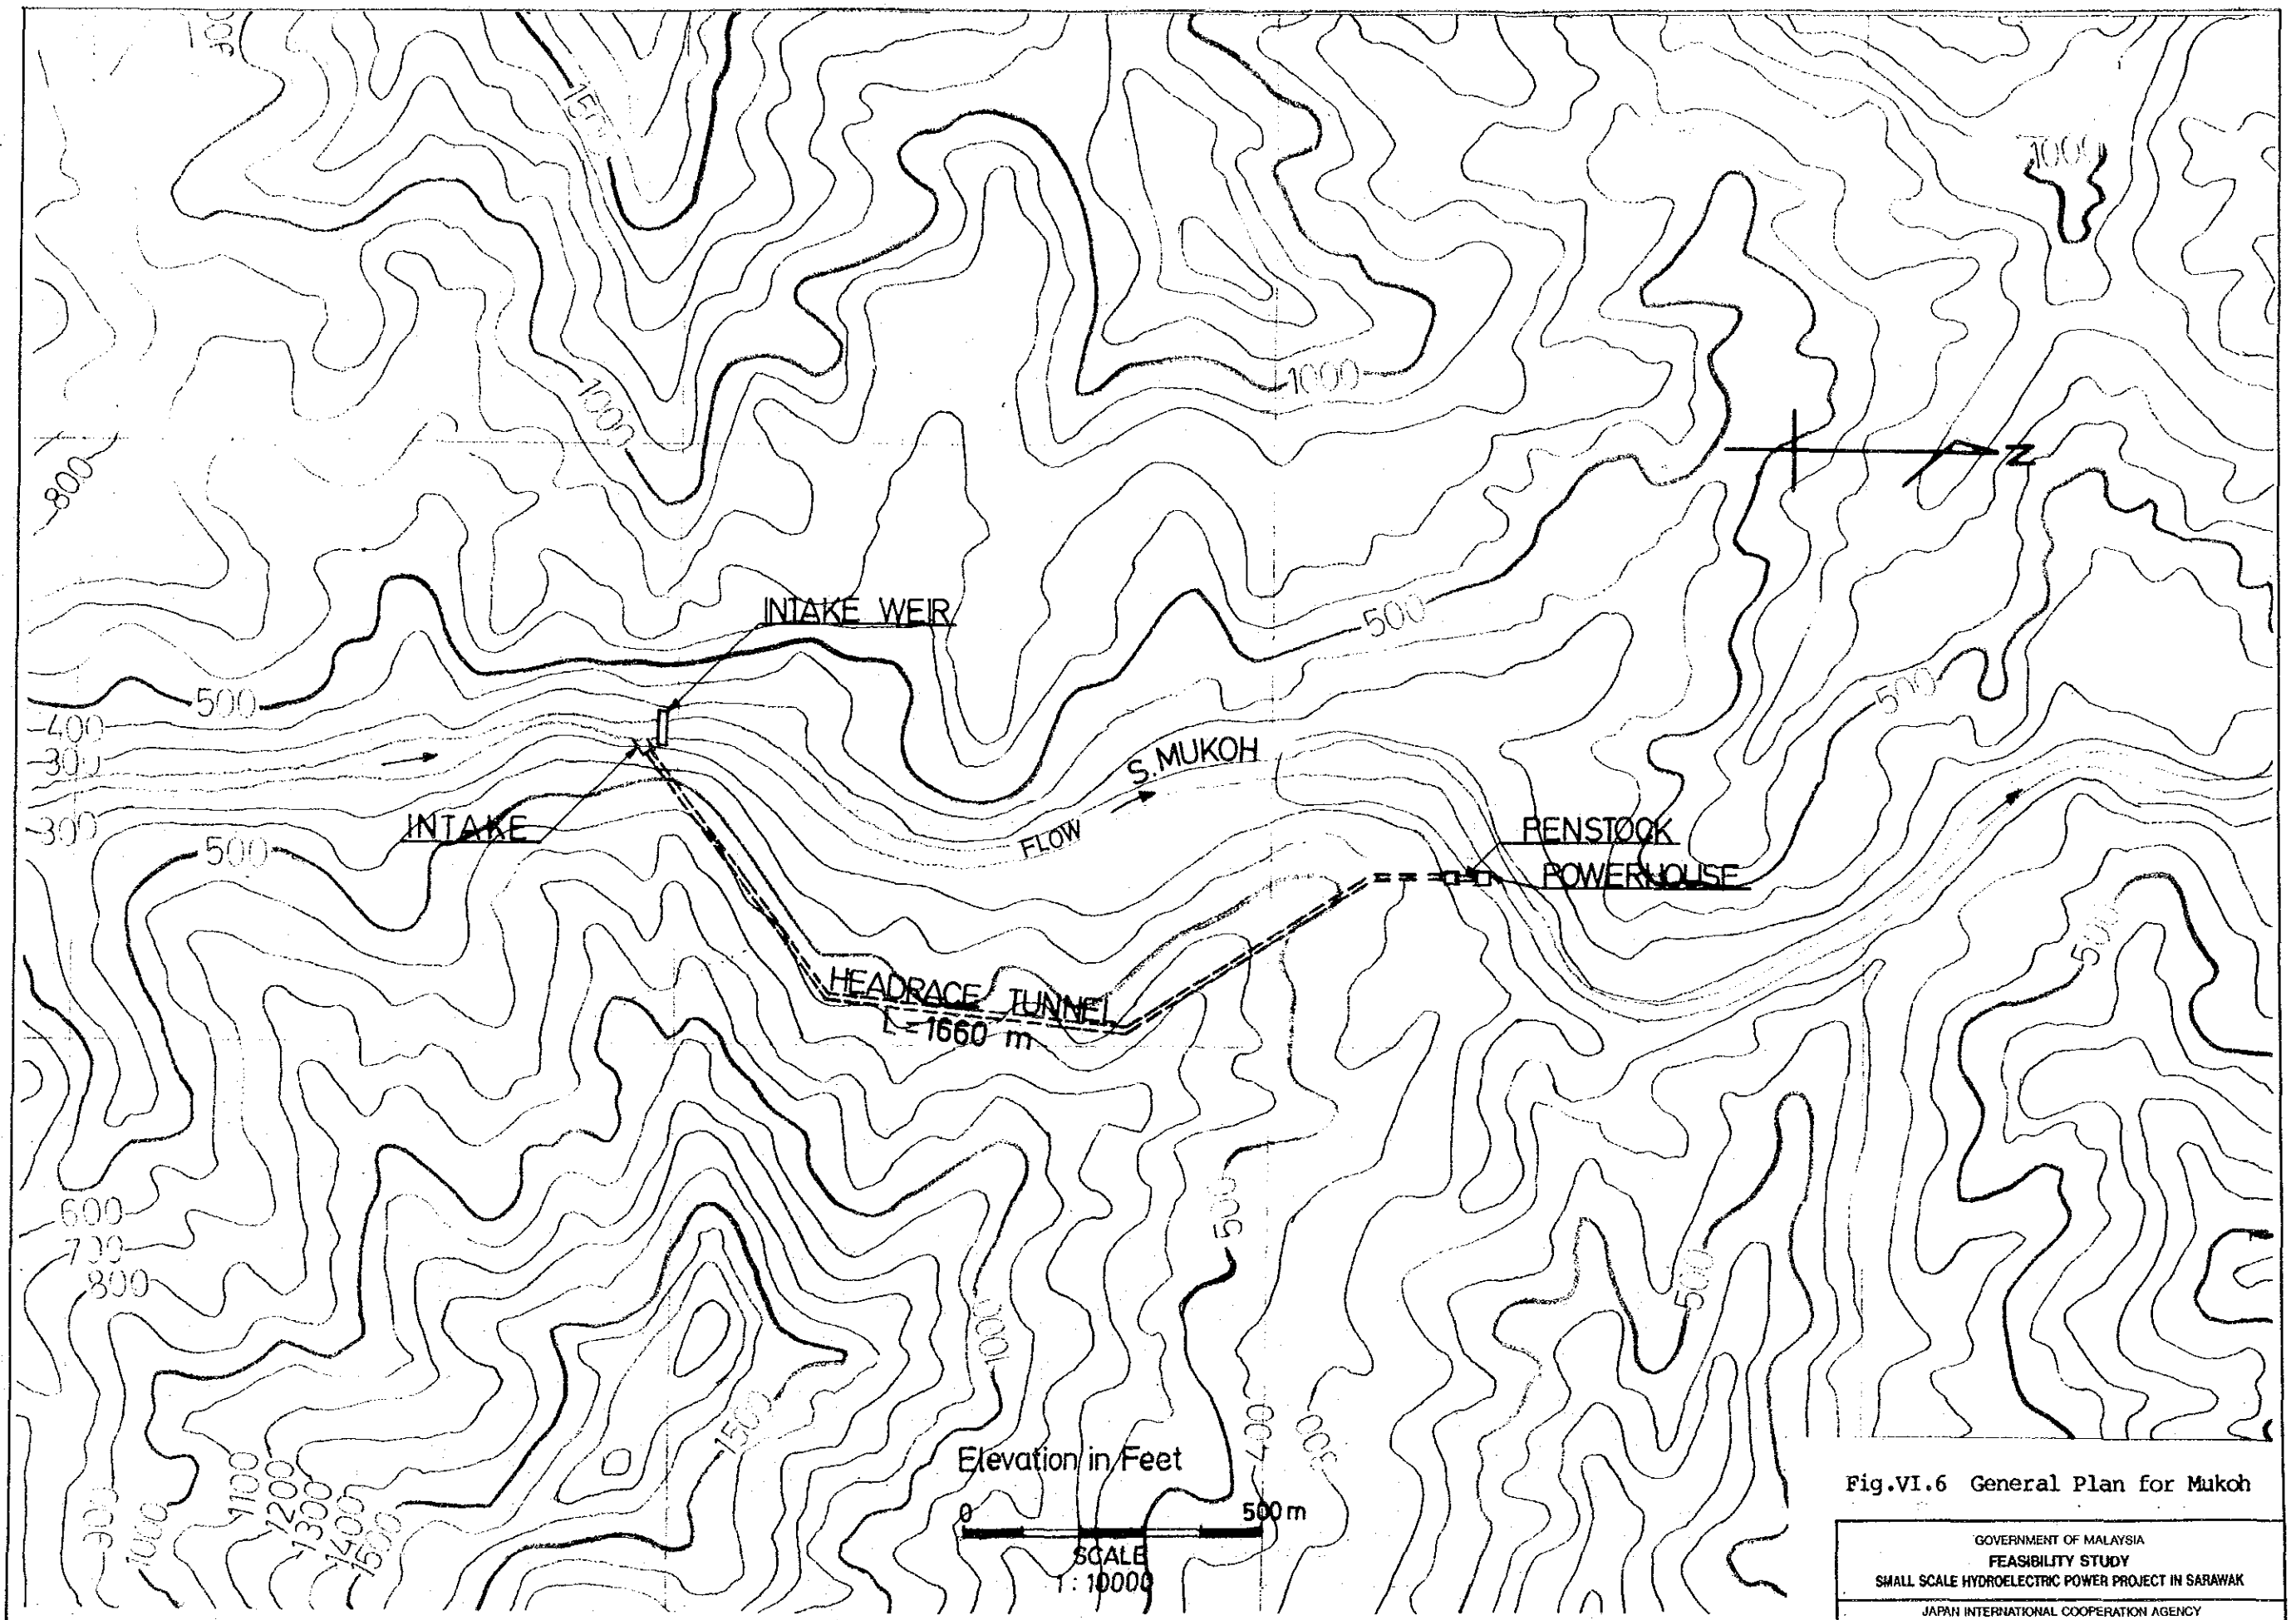 1500
1000
1000
1000
800
INTAKE WEIR
500
500
500
-400
-300
S.MUKOH
FLOW
-300
INTAKE
500
PENSTOCK
POWERHOUSE
HEADRACE TUNNEL
L=1660 m
500
600
700
800
500
500
1000
1500
400
300
900
1000
1100
1200
1300
1400
1500
Elevation in Feet
0 500 m
SCALE
1 : 10000
N
Fig.VI.6 General Plan for Mukoh
GOVERNMENT OF MALAYSIA
FEASIBILITY STUDY
SMALL SCALE HYDROELECTRIC POWER PROJECT IN SARAWAK
JAPAN INTERNATIONAL COOPERATION AGENCY